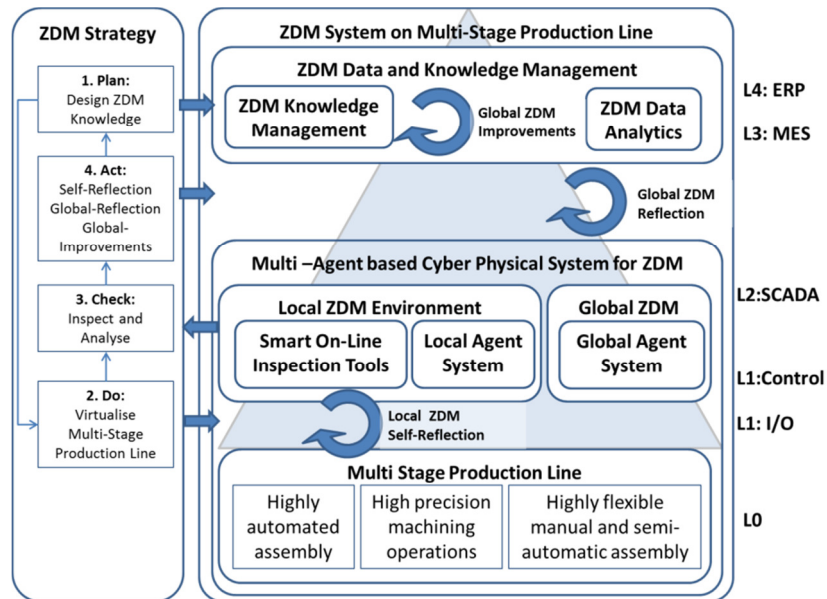 ZDM Strategy
1. Plan:
Design ZDM
Knowledge
4. Act:
Self-Reflection
Global-Reflection
Global-
Improvements
3. Check:
Inspect and
Analyse
2. Do:
Virtualise
Multi-Stage
Production Line
ZDM System on Multi-Stage Production Line
ZDM Data and Knowledge Management
ZDM Knowledge
Management
Global ZDM
Improvements
ZDM Data
Analytics
Global ZDM
Reflection
Multi –Agent based Cyber Physical System for ZDM
Local ZDM Environment
Smart On-Line
Inspection Tools
Local Agent
System
Global ZDM
Global Agent
System
Local ZDM
Self-Reflection
Multi Stage Production Line
Highly
automated
assembly
High precision
machining
operations
Highly flexible
manual and semi-
automatic assembly
L4: ERP
L3: MES
L2:SCADA
L1:Control
L1: I/O
L0